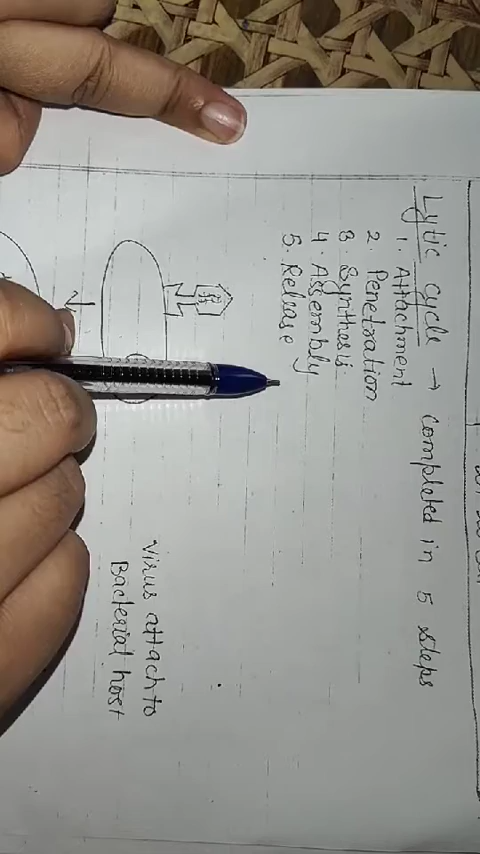 Lytic cycle → completed in 5 steps
1. Attachment
2. Penetration
3. Synthesis.
4. Assembly
5. Release
Virus attach to
Bacterial host